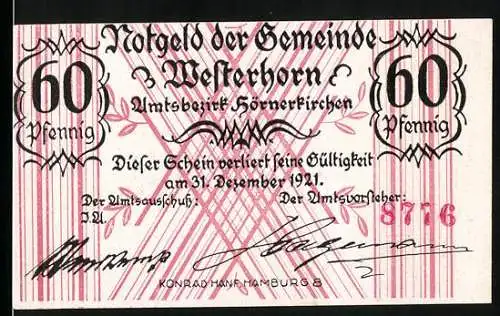 Notgeld der Gemeinde
Westerhorn
Amtsbezirk Hörnerkirchen
60 Pfennig
60 Pfennig
Dieser Schein verliert seine Gültigkeit
am 31. Dezember 1921.
Der Amtsausschuß: Der Amtsvorsteher:
I.A. 8776
Hagemann
KONRAD HANF, HAMBURG 8